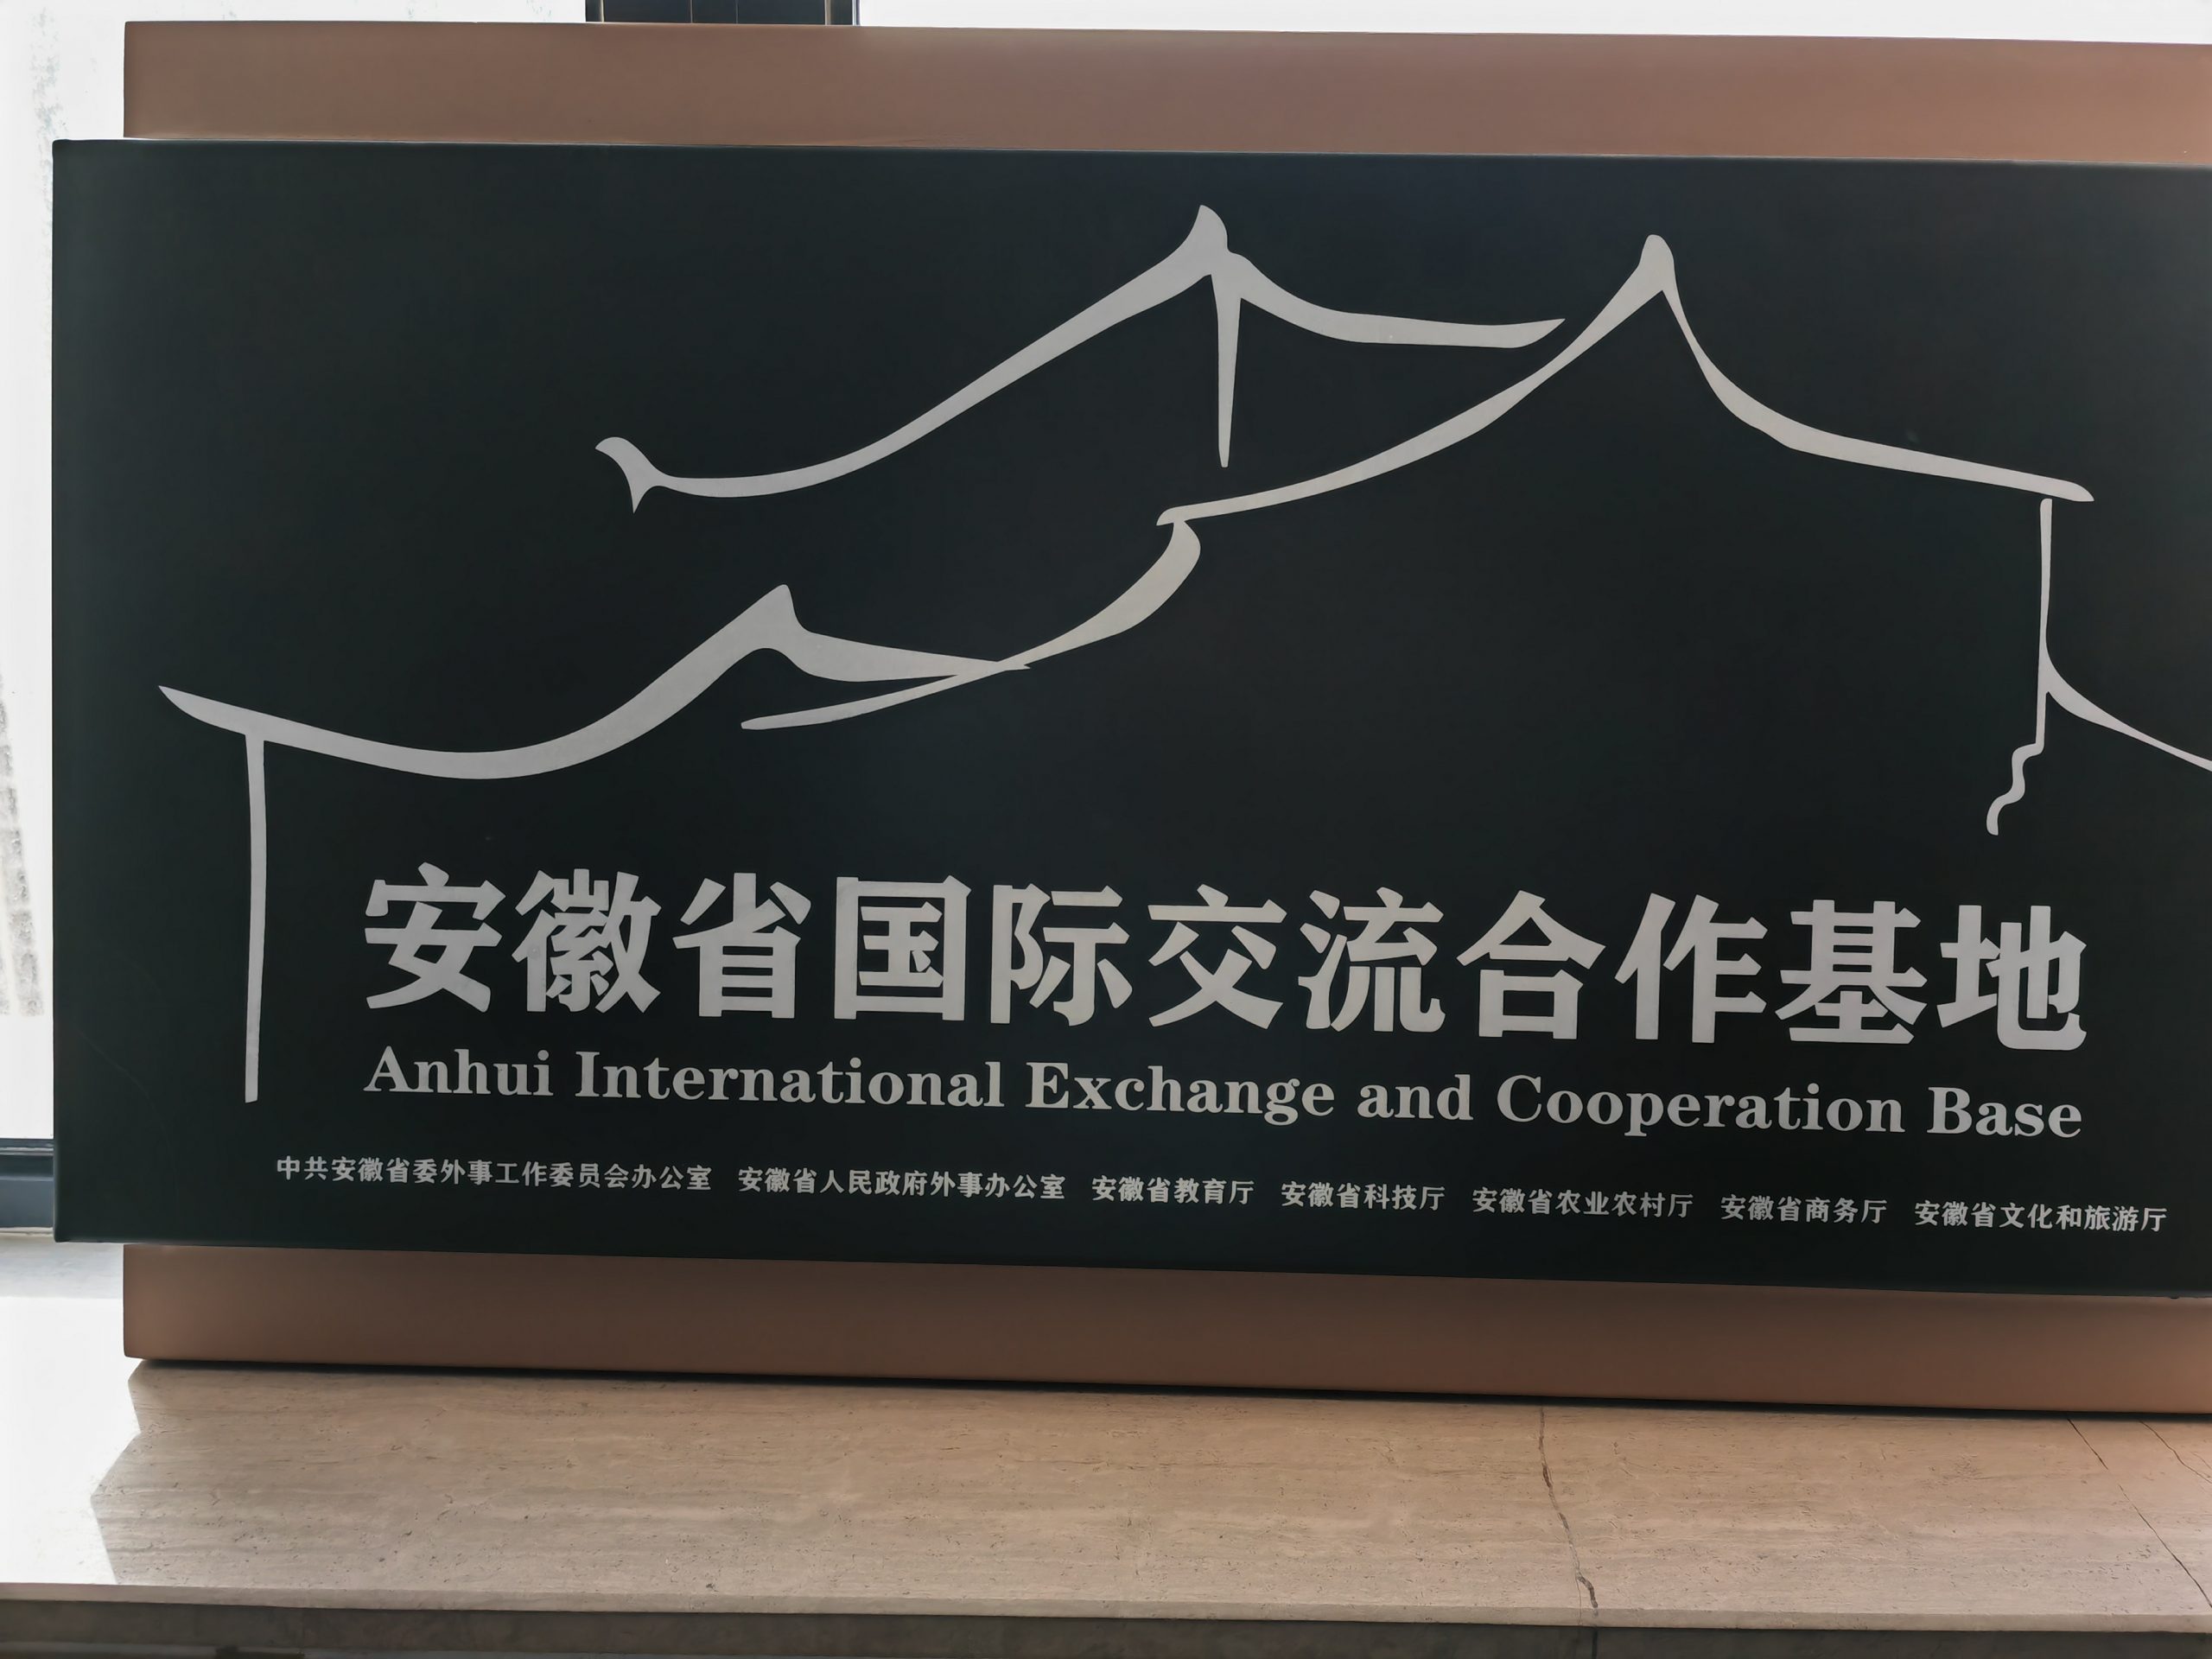 安徽省国际交流合作基地
Anhui International Exchange and Cooperation Base
中共安徽省委外事工作委员会办公室 安徽省人民政府外事办公室 安徽省教育厅 安徽省科技厅 安徽省农业农村厅 安徽省商务厅 安徽省文化和旅游厅